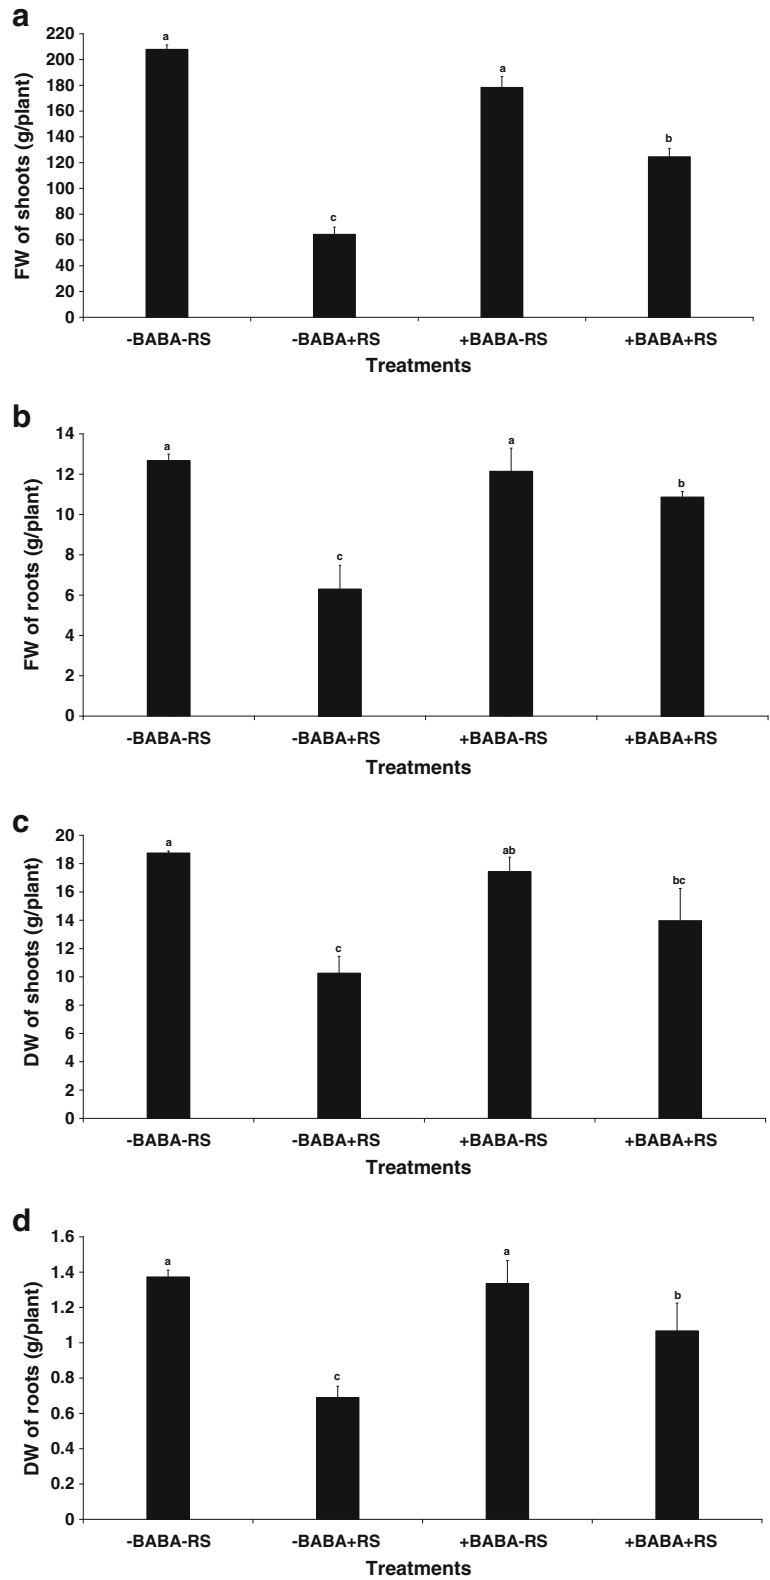 a
FW of shoots (g/plant)
220
200
180
160
140
120
100
80
60
40
20
0
a
c
a
b
-BABA-RS -BABA+RS +BABA-RS +BABA+RS
Treatments
b
FW of roots (g/plant)
14
12
10
8
6
4
2
0
a
c
a
b
-BABA-RS -BABA+RS +BABA-RS +BABA+RS
Treatments
c
DW of shoots (g/plant)
20
18
16
14
12
10
8
6
4
2
0
a
c
ab
bc
-BABA-RS -BABA+RS +BABA-RS +BABA+RS
Treatments
d
DW of roots (g/plant)
1.6
1.4
1.2
1
0.8
0.6
0.4
0.2
0
a
c
a
b
-BABA-RS -BABA+RS +BABA-RS +BABA+RS
Treatments